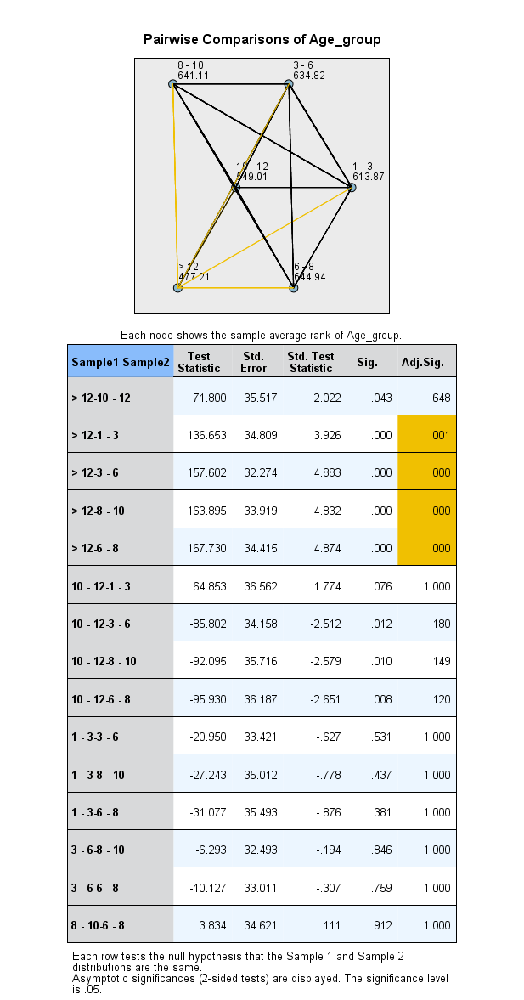 Pairwise Comparisons of Age_group
8 - 10
641.11
3 - 6
634.82
10 - 12
549.01
1 - 3
613.87
> 12
477.21
6 - 8
644.94
Each node shows the sample average rank of Age_group.
Sample1-Sample2 Test Statistic Std. Error Std. Test Statistic Sig. Adj.Sig.
> 12-10 - 12 71.800 35.517 2.022 .043 .648
> 12-1 - 3 136.653 34.809 3.926 .000 .001
> 12-3 - 6 157.602 32.274 4.883 .000 .000
> 12-8 - 10 163.895 33.919 4.832 .000 .000
> 12-6 - 8 167.730 34.415 4.874 .000 .000
10 - 12-1 - 3 64.853 36.562 1.774 .076 1.000
10 - 12-3 - 6 -85.802 34.158 -2.512 .012 .180
10 - 12-8 - 10 -92.095 35.716 -2.579 .010 .149
10 - 12-6 - 8 -95.930 36.187 -2.651 .008 .120
1 - 3-3 - 6 -20.950 33.421 -.627 .531 1.000
1 - 3-8 - 10 -27.243 35.012 -.778 .437 1.000
1 - 3-6 - 8 -31.077 35.493 -.876 .381 1.000
3 - 6-8 - 10 -6.293 32.493 -.194 .846 1.000
3 - 6-6 - 8 -10.127 33.011 -.307 .759 1.000
8 - 10-6 - 8 3.834 34.621 .111 .912 1.000
Each row tests the null hypothesis that the Sample 1 and Sample 2
distributions are the same.
Asymptotic significances (2-sided tests) are displayed. The significance level
is .05.